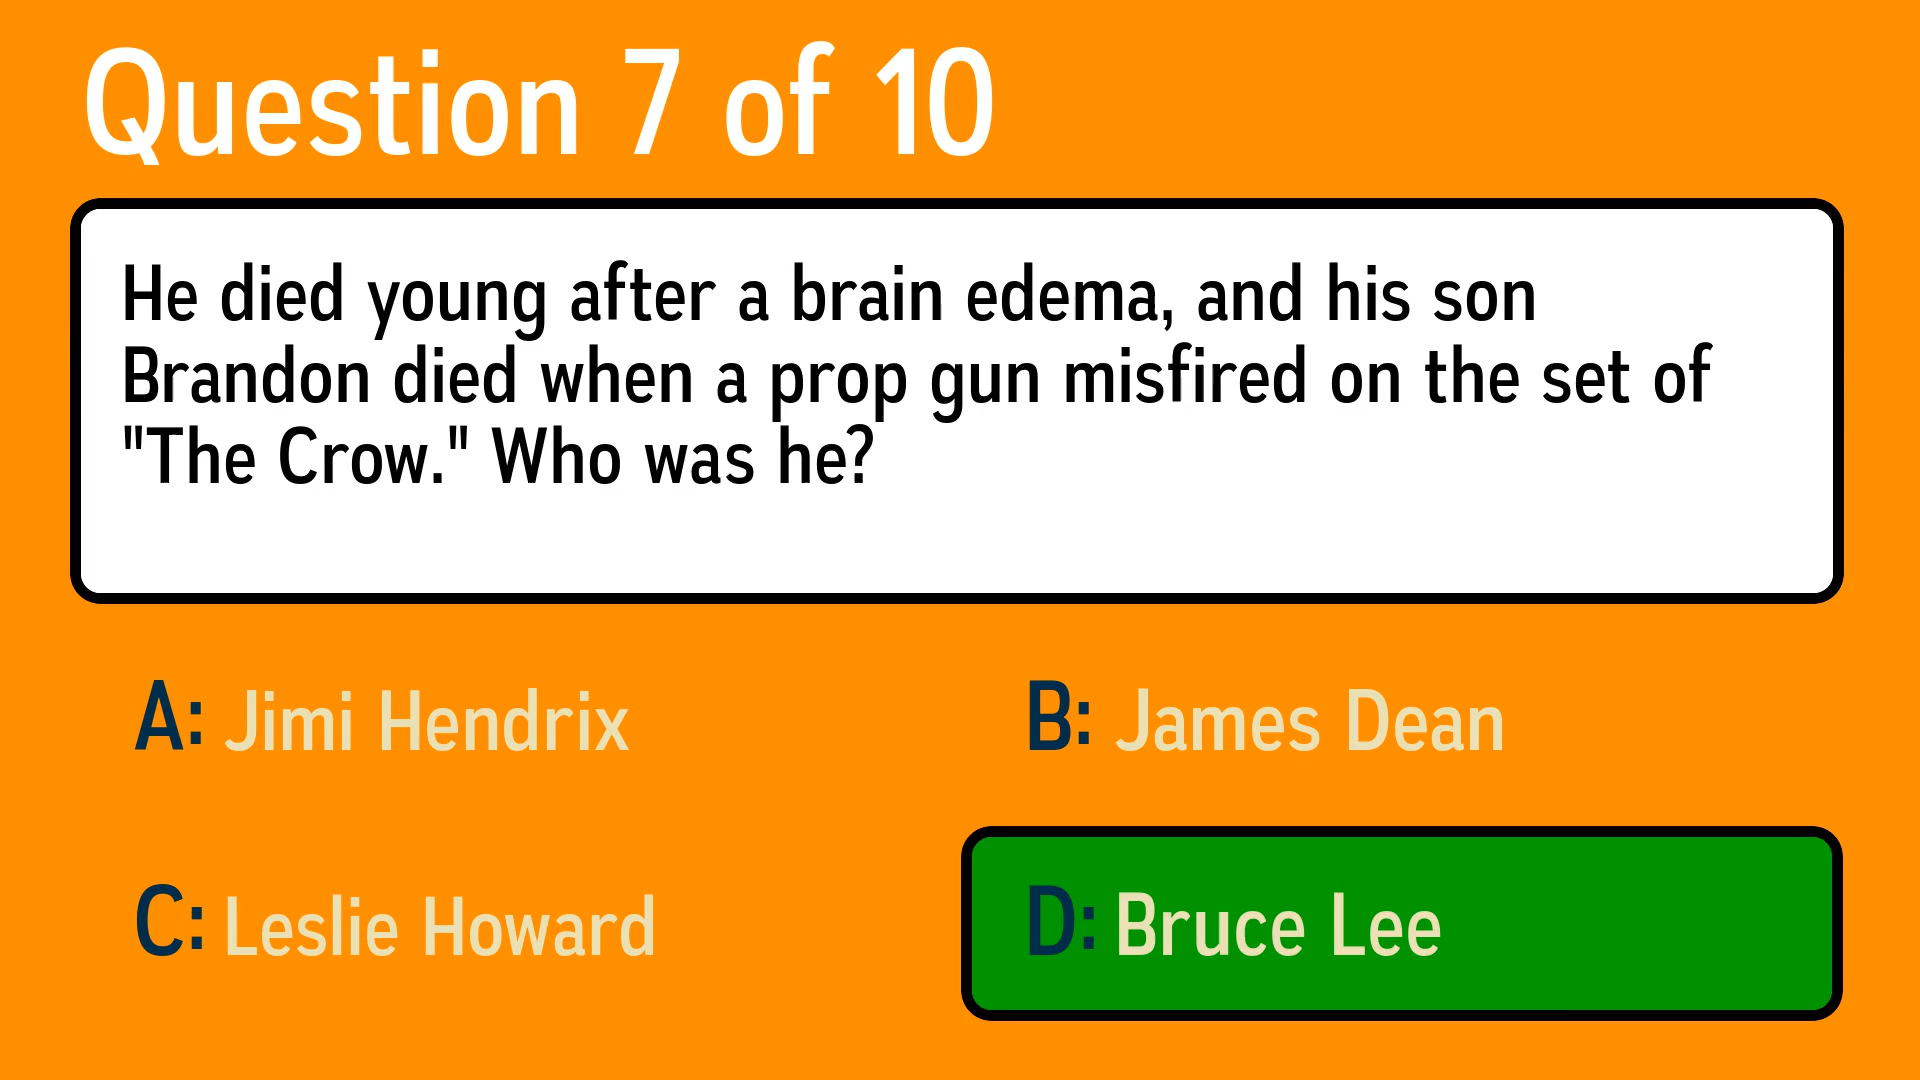 Question 7 of 10
He died young after a brain edema, and his son
Brandon died when a prop gun misfired on the set of
"The Crow." Who was he?
A: Jimi Hendrix
B: James Dean
C: Leslie Howard
D: Bruce Lee